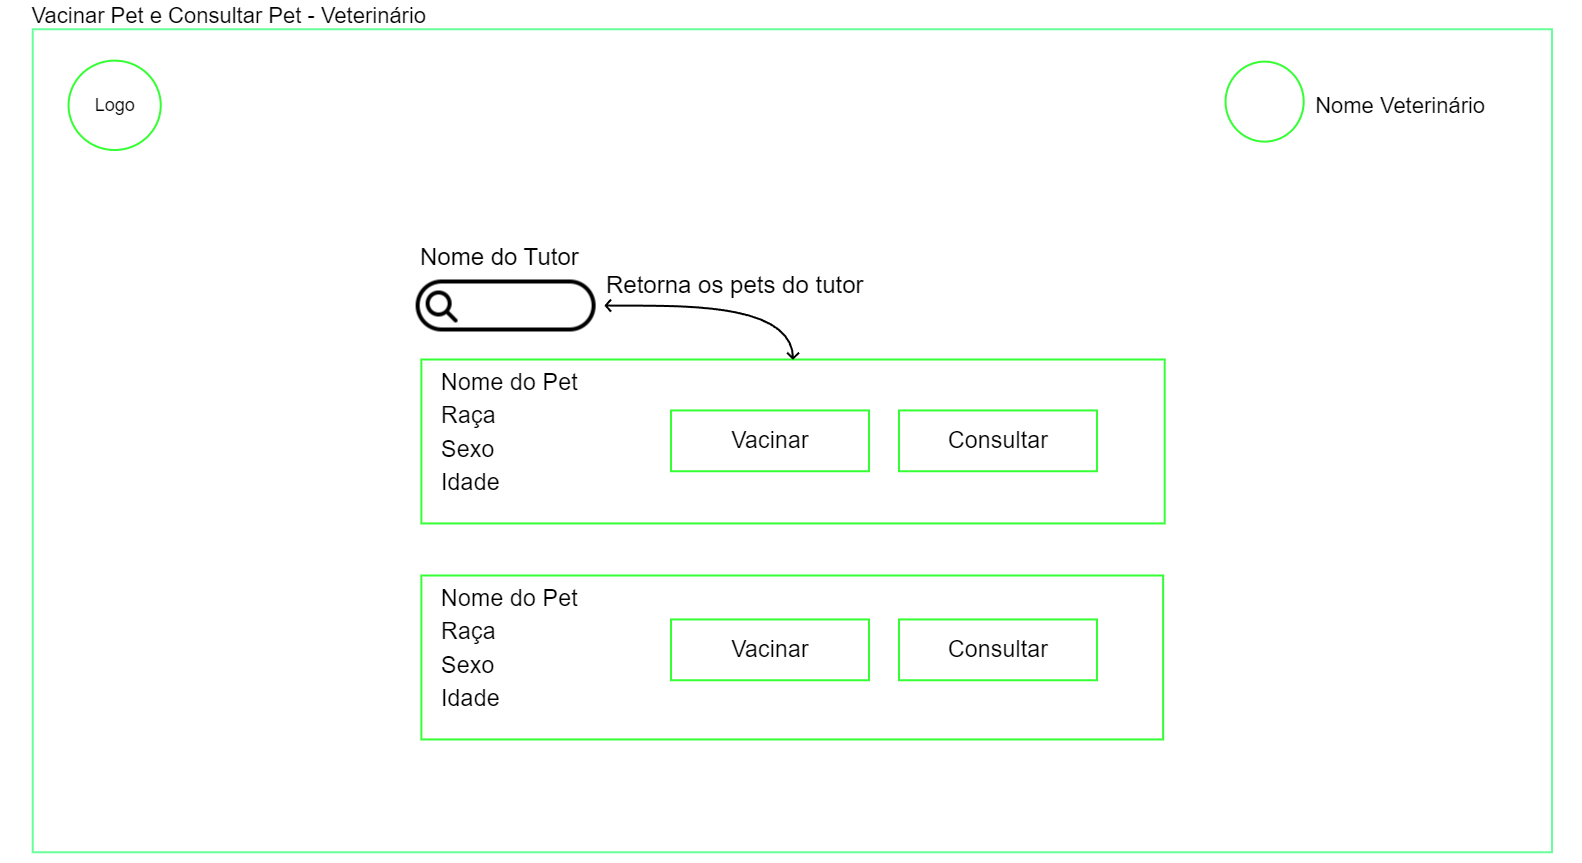 Vacinar Pet e Consultar Pet - Veterinário
Logo
Nome Veterinário
Nome do Tutor
Retorna os pets do tutor
Nome do Pet
Raça
Sexo
Idade
Vacinar
Consultar
Nome do Pet
Raça
Sexo
Idade
Vacinar
Consultar